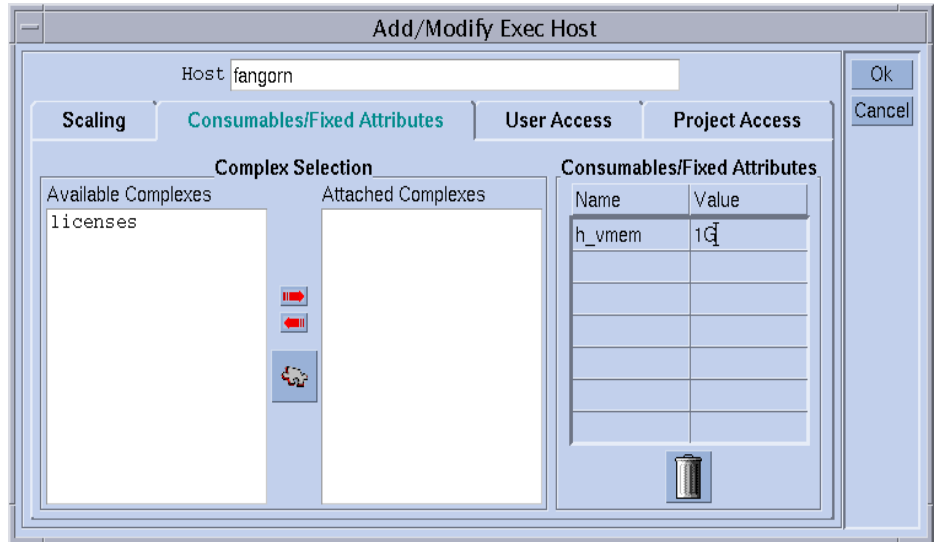 Add/Modify Exec Host
Host fangorn
Ok
Cancel
Scaling Consumables/Fixed Attributes User Access Project Access
Complex Selection
Available Complexes Attached Complexes
licenses
Consumables/Fixed Attributes
Name Value
h_vmem 1G